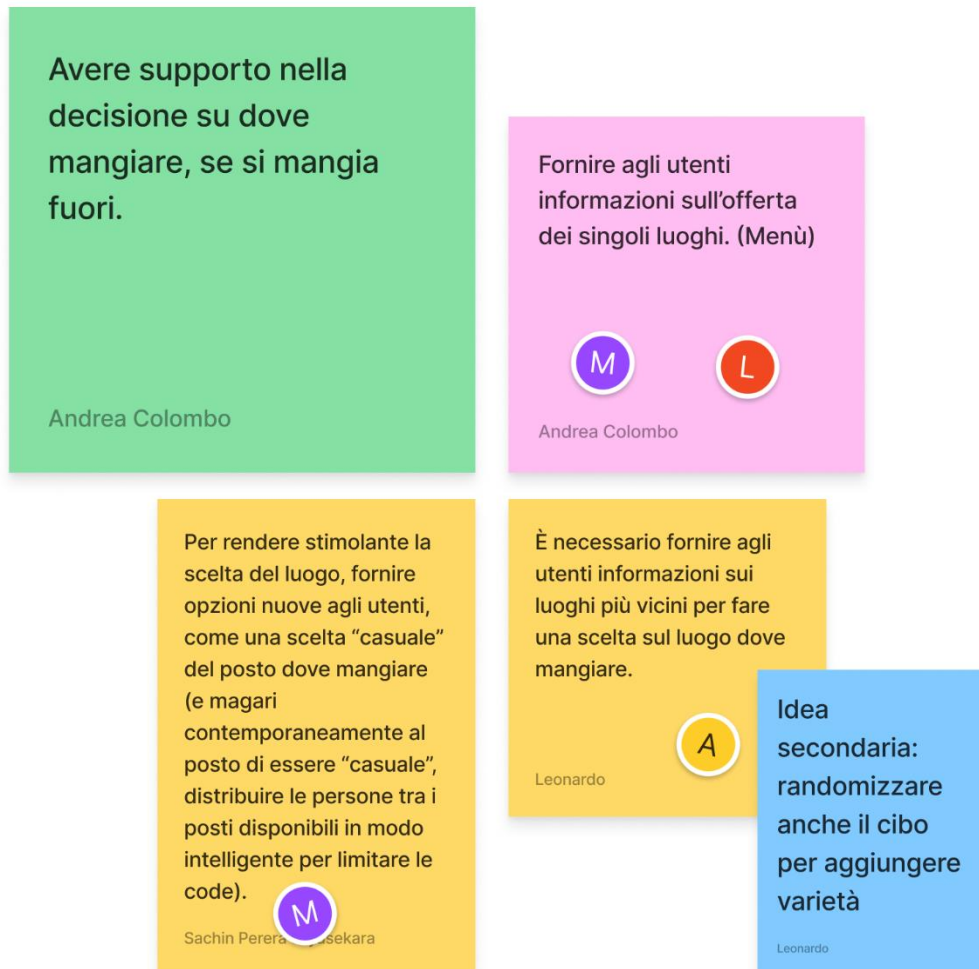 Avere supporto nella
decisione su dove
mangiare, se si mangia
fuori.
Andrea Colombo
Fornire agli utenti
informazioni sull’offerta
dei singoli luoghi. (Menù)
M
L
Andrea Colombo
Per rendere stimolante la
scelta del luogo, fornire
opzioni nuove agli utenti,
come una scelta “casuale”
del posto dove mangiare
(e magari
contemporaneamente al
posto di essere “casuale”,
distribuire le persone tra i
posti disponibili in modo
intelligente per limitare le
code).
M
Sachin Perera
È necessario fornire agli
utenti informazioni sui
luoghi più vicini per fare
una scelta sul luogo dove
mangiare.
A
Leonardo
Idea
secondaria:
randomizzare
anche il cibo
per aggiungere
varietà
Leonardo